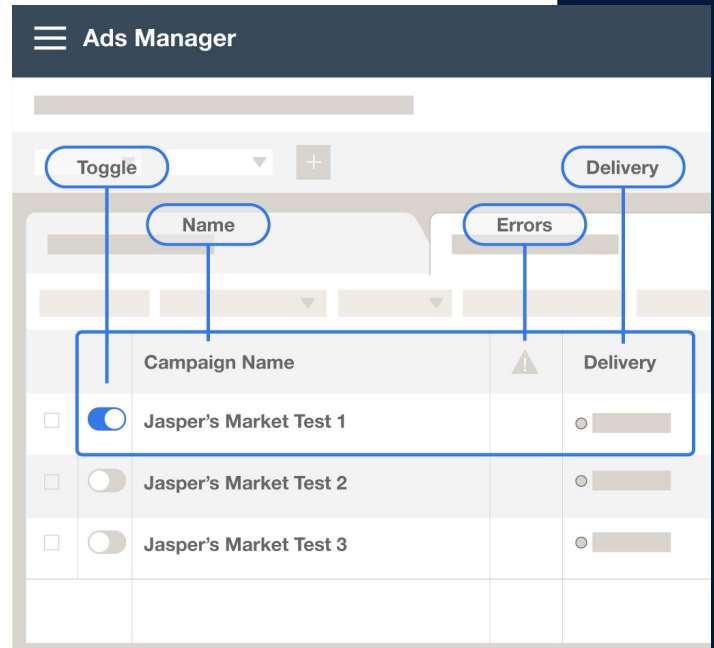 Ads Manager
Toggle
Delivery
Name
Errors
Campaign Name
Delivery
Jasper's Market Test 1
Jasper's Market Test 2
Jasper's Market Test 3